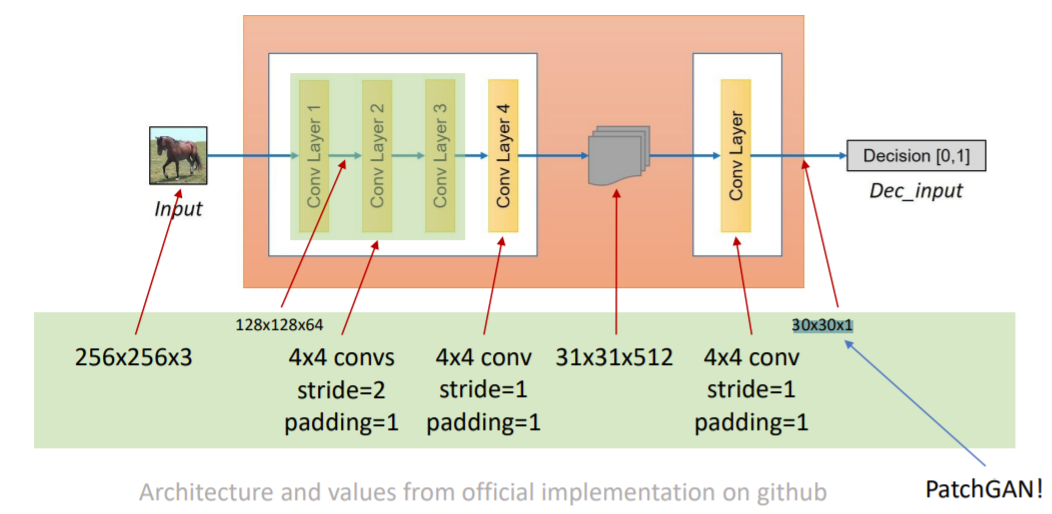 Conv Layer 1
Conv Layer 2
Conv Layer 3
Conv Layer 4
Conv Layer
Decision [0,1]
Input
Dec_input
128x128x64
30x30x1
256x256x3
4x4 convs
stride=2
padding=1
4x4 conv
stride=1
padding=1
31x31x512
4x4 conv
stride=1
padding=1
Architecture and values from official implementation on github
PatchGAN!